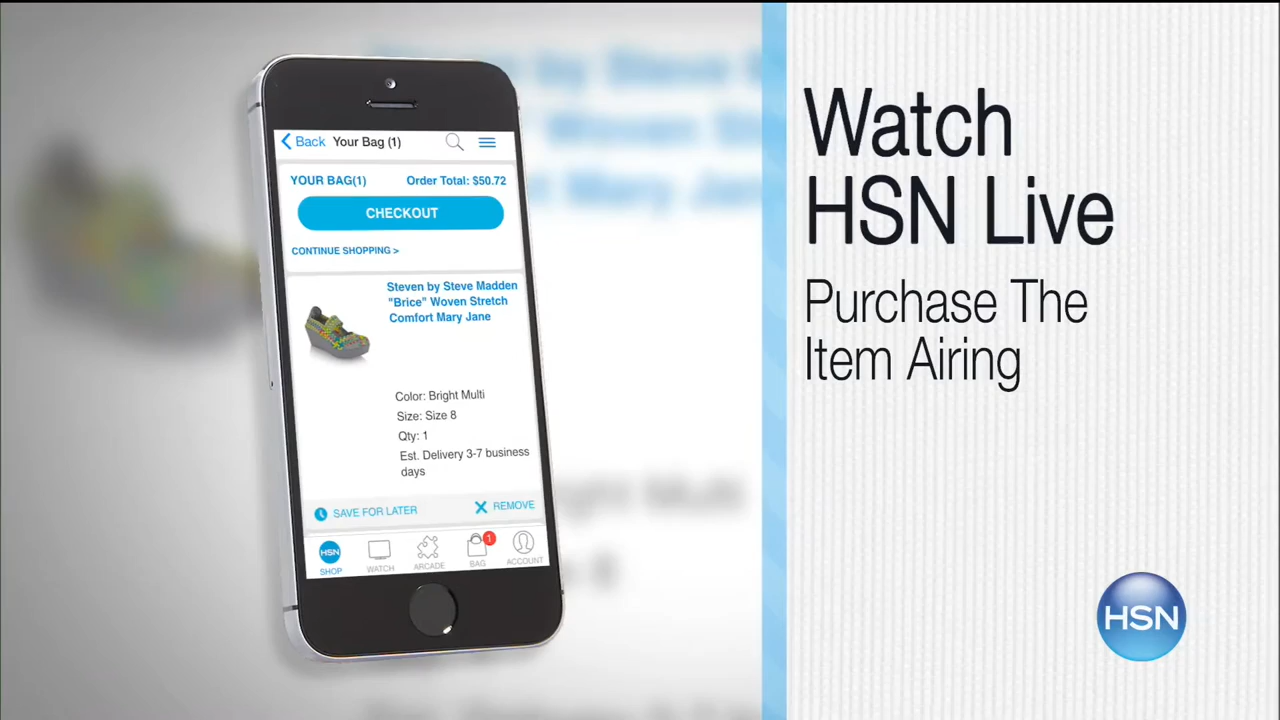 Back Your Bag (1)
YOUR BAG(1) Order Total: $50.72
CHECKOUT
CONTINUE SHOPPING >
Steven by Steve Madden
"Brice" Woven Stretch
Comfort Mary Jane
Color: Bright Multi
Size: Size 8
Qty: 1
Est. Delivery 3-7 business
days
SAVE FOR LATER REMOVE
HSN 1
SHOP WATCH ARCADE BAG ACCOUNT
Watch
HSN Live
Purchase The
Item Airing
HSN